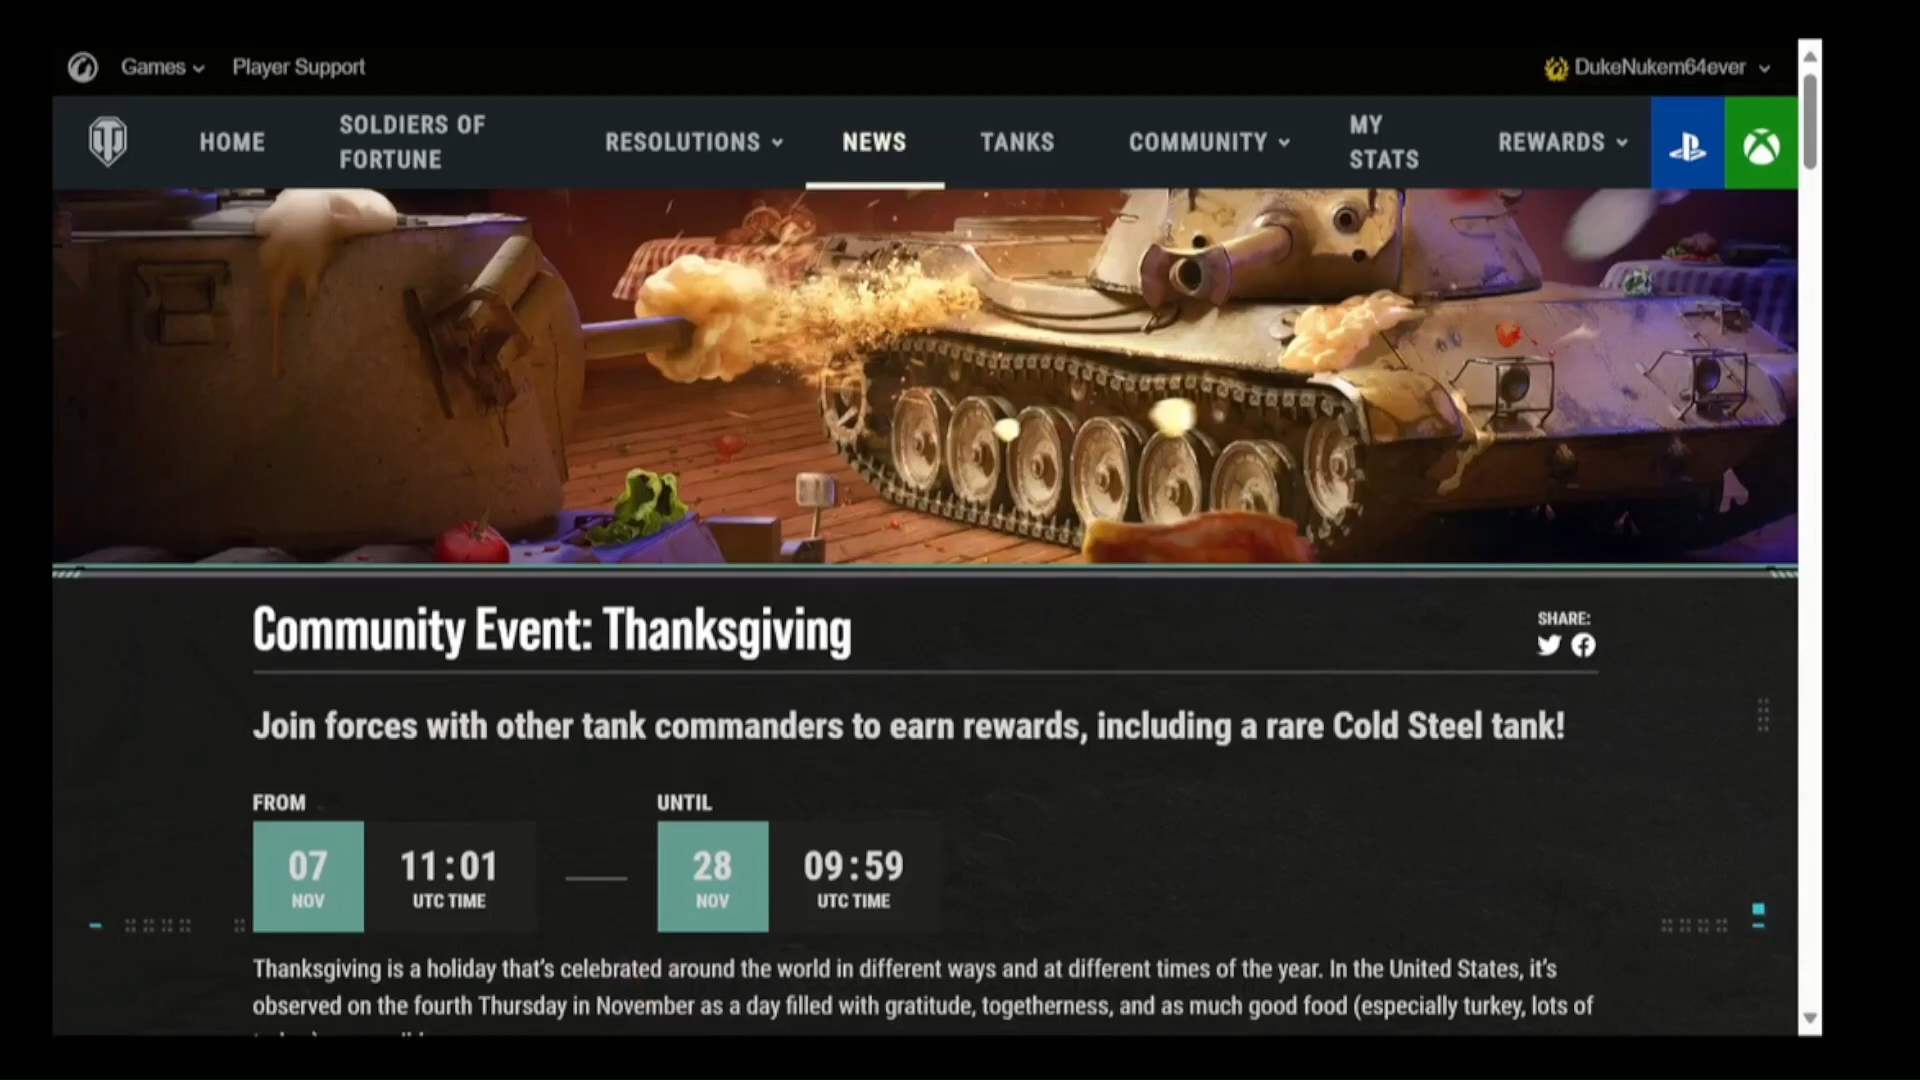 Games
Player Support
DukeNukem64ever
HOME
SOLDIERS OF
FORTUNE
RESOLUTIONS
NEWS
TANKS
COMMUNITY
MY
STATS
REWARDS
Community Event: Thanksgiving
SHARE:
Join forces with other tank commanders to earn rewards, including a rare Cold Steel tank!
FROM
UNTIL
07
NOV
11:01
UTC TIME
28
NOV
09:59
UTC TIME
Thanksgiving is a holiday that's celebrated around the world in different ways and at different times of the year. In the United States, it's
observed on the fourth Thursday in November as a day filled with gratitude, togetherness, and as much good food (especially turkey, lots of